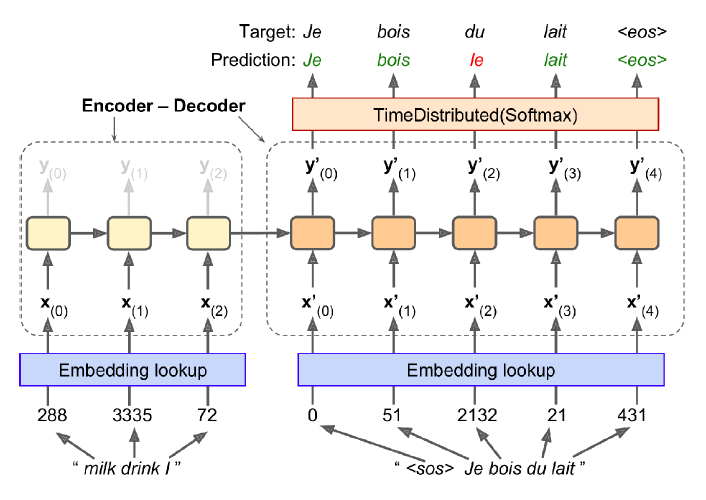 Target: Je bois du lait <eos>
Prediction: Je bois le lait <eos>
Encoder – Decoder
TimeDistributed(Softmax)
y(0) y(1) y(2) y'(0) y'(1) y'(2) y'(3) y'(4)
x(0) x(1) x(2) x'(0) x'(1) x'(2) x'(3) x'(4)
Embedding lookup Embedding lookup
288 3335 72 0 51 2132 21 431
“ milk drink I ” “ <sos> Je bois du lait ”